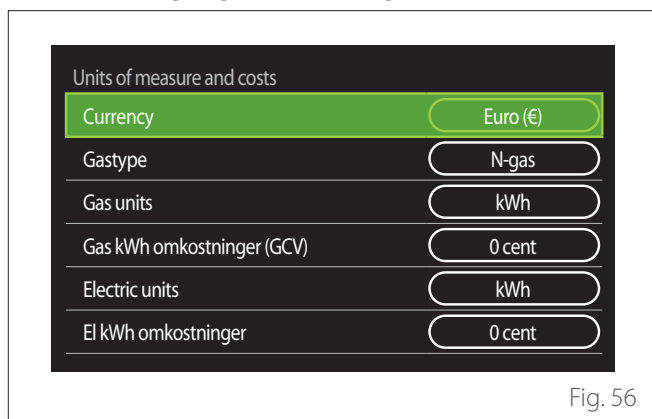 Units of measure and costs
Currency Euro (€)
Gastype N-gas
Gas units kWh
Gas kWh omkostninger (GCV) 0 cent
Electric units kWh
El kWh omkostninger 0 cent
Fig. 56